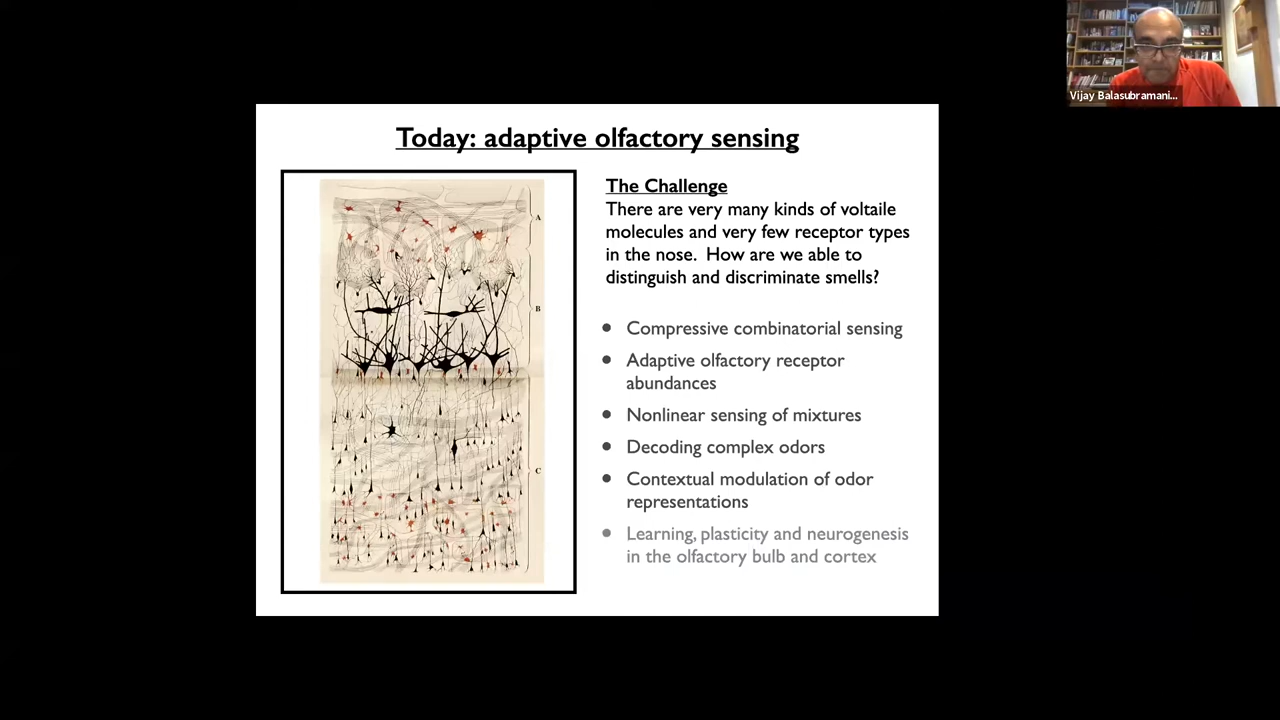 Vijay Balasubramani...
Today: adaptive olfactory sensing
A
B
C
The Challenge
There are very many kinds of voltaile
molecules and very few receptor types
in the nose. How are we able to
distinguish and discriminate smells?
• Compressive combinatorial sensing
• Adaptive olfactory receptor
abundances
• Nonlinear sensing of mixtures
• Decoding complex odors
• Contextual modulation of odor
representations
• Learning, plasticity and neurogenesis
in the olfactory bulb and cortex